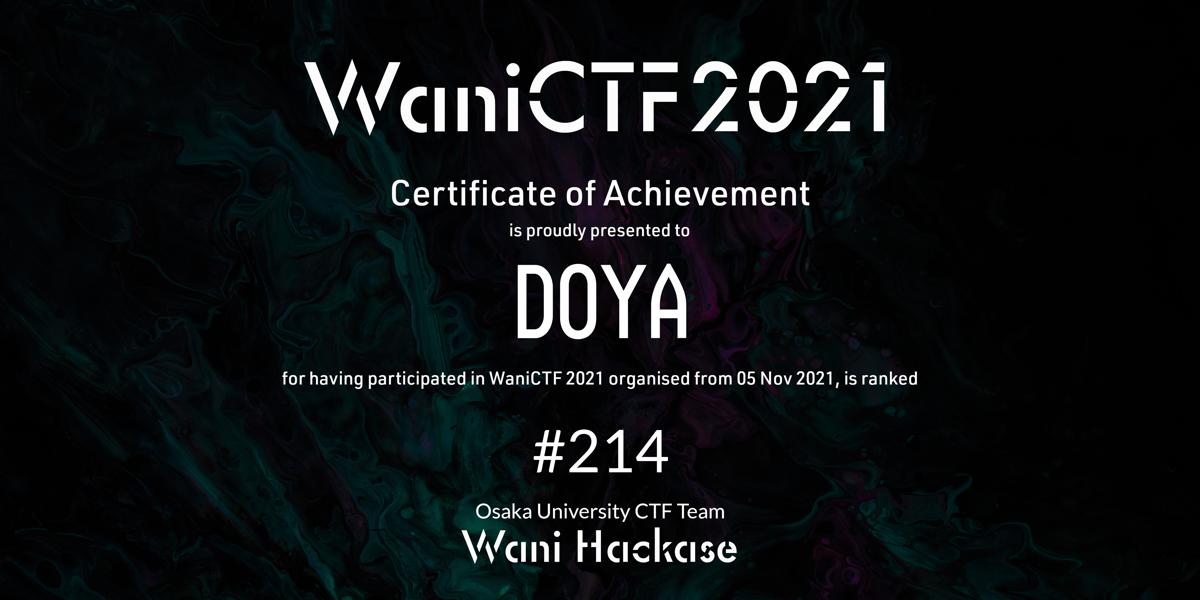 WaniCTF2021
Certificate of Achievement
is proudly presented to
DOYA
for having participated in WaniCTF 2021 organised from 05 Nov 2021, is ranked
#214
Osaka University CTF Team
Wani Hackase